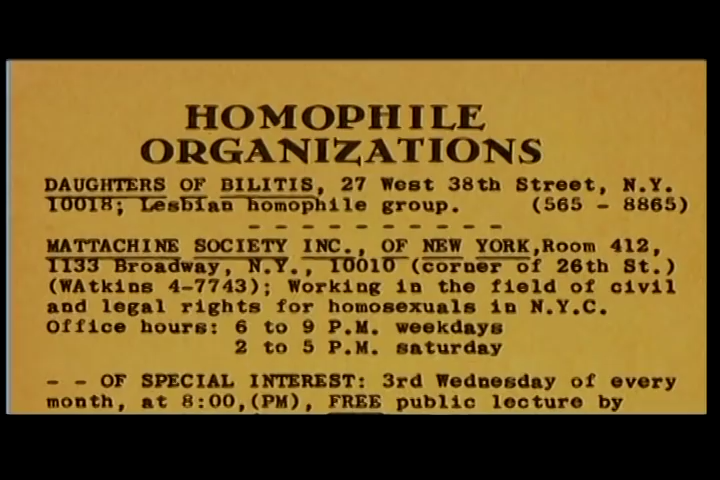 HOMOPHILE
ORGANIZATIONS
DAUGHTERS OF BILITIS, 27 West 38th Street, N.Y.
10018; Lesbian homophile group. (565 - 8865)
- - - - - - - - - -
MATTACHINE SOCIETY INC., OF NEW YORK,Room 412,
1133 Broadway, N.Y., 10010 (corner of 26th St.)
(WAtkins 4-7743); Working in the field of civil
and legal rights for homosexuals in N.Y.C.
Office hours: 6 to 9 P.M. weekdays
2 to 5 P.M. saturday
- - OF SPECIAL INTEREST: 3rd Wednesday of every
month, at 8:00,(PM), FREE public lecture by